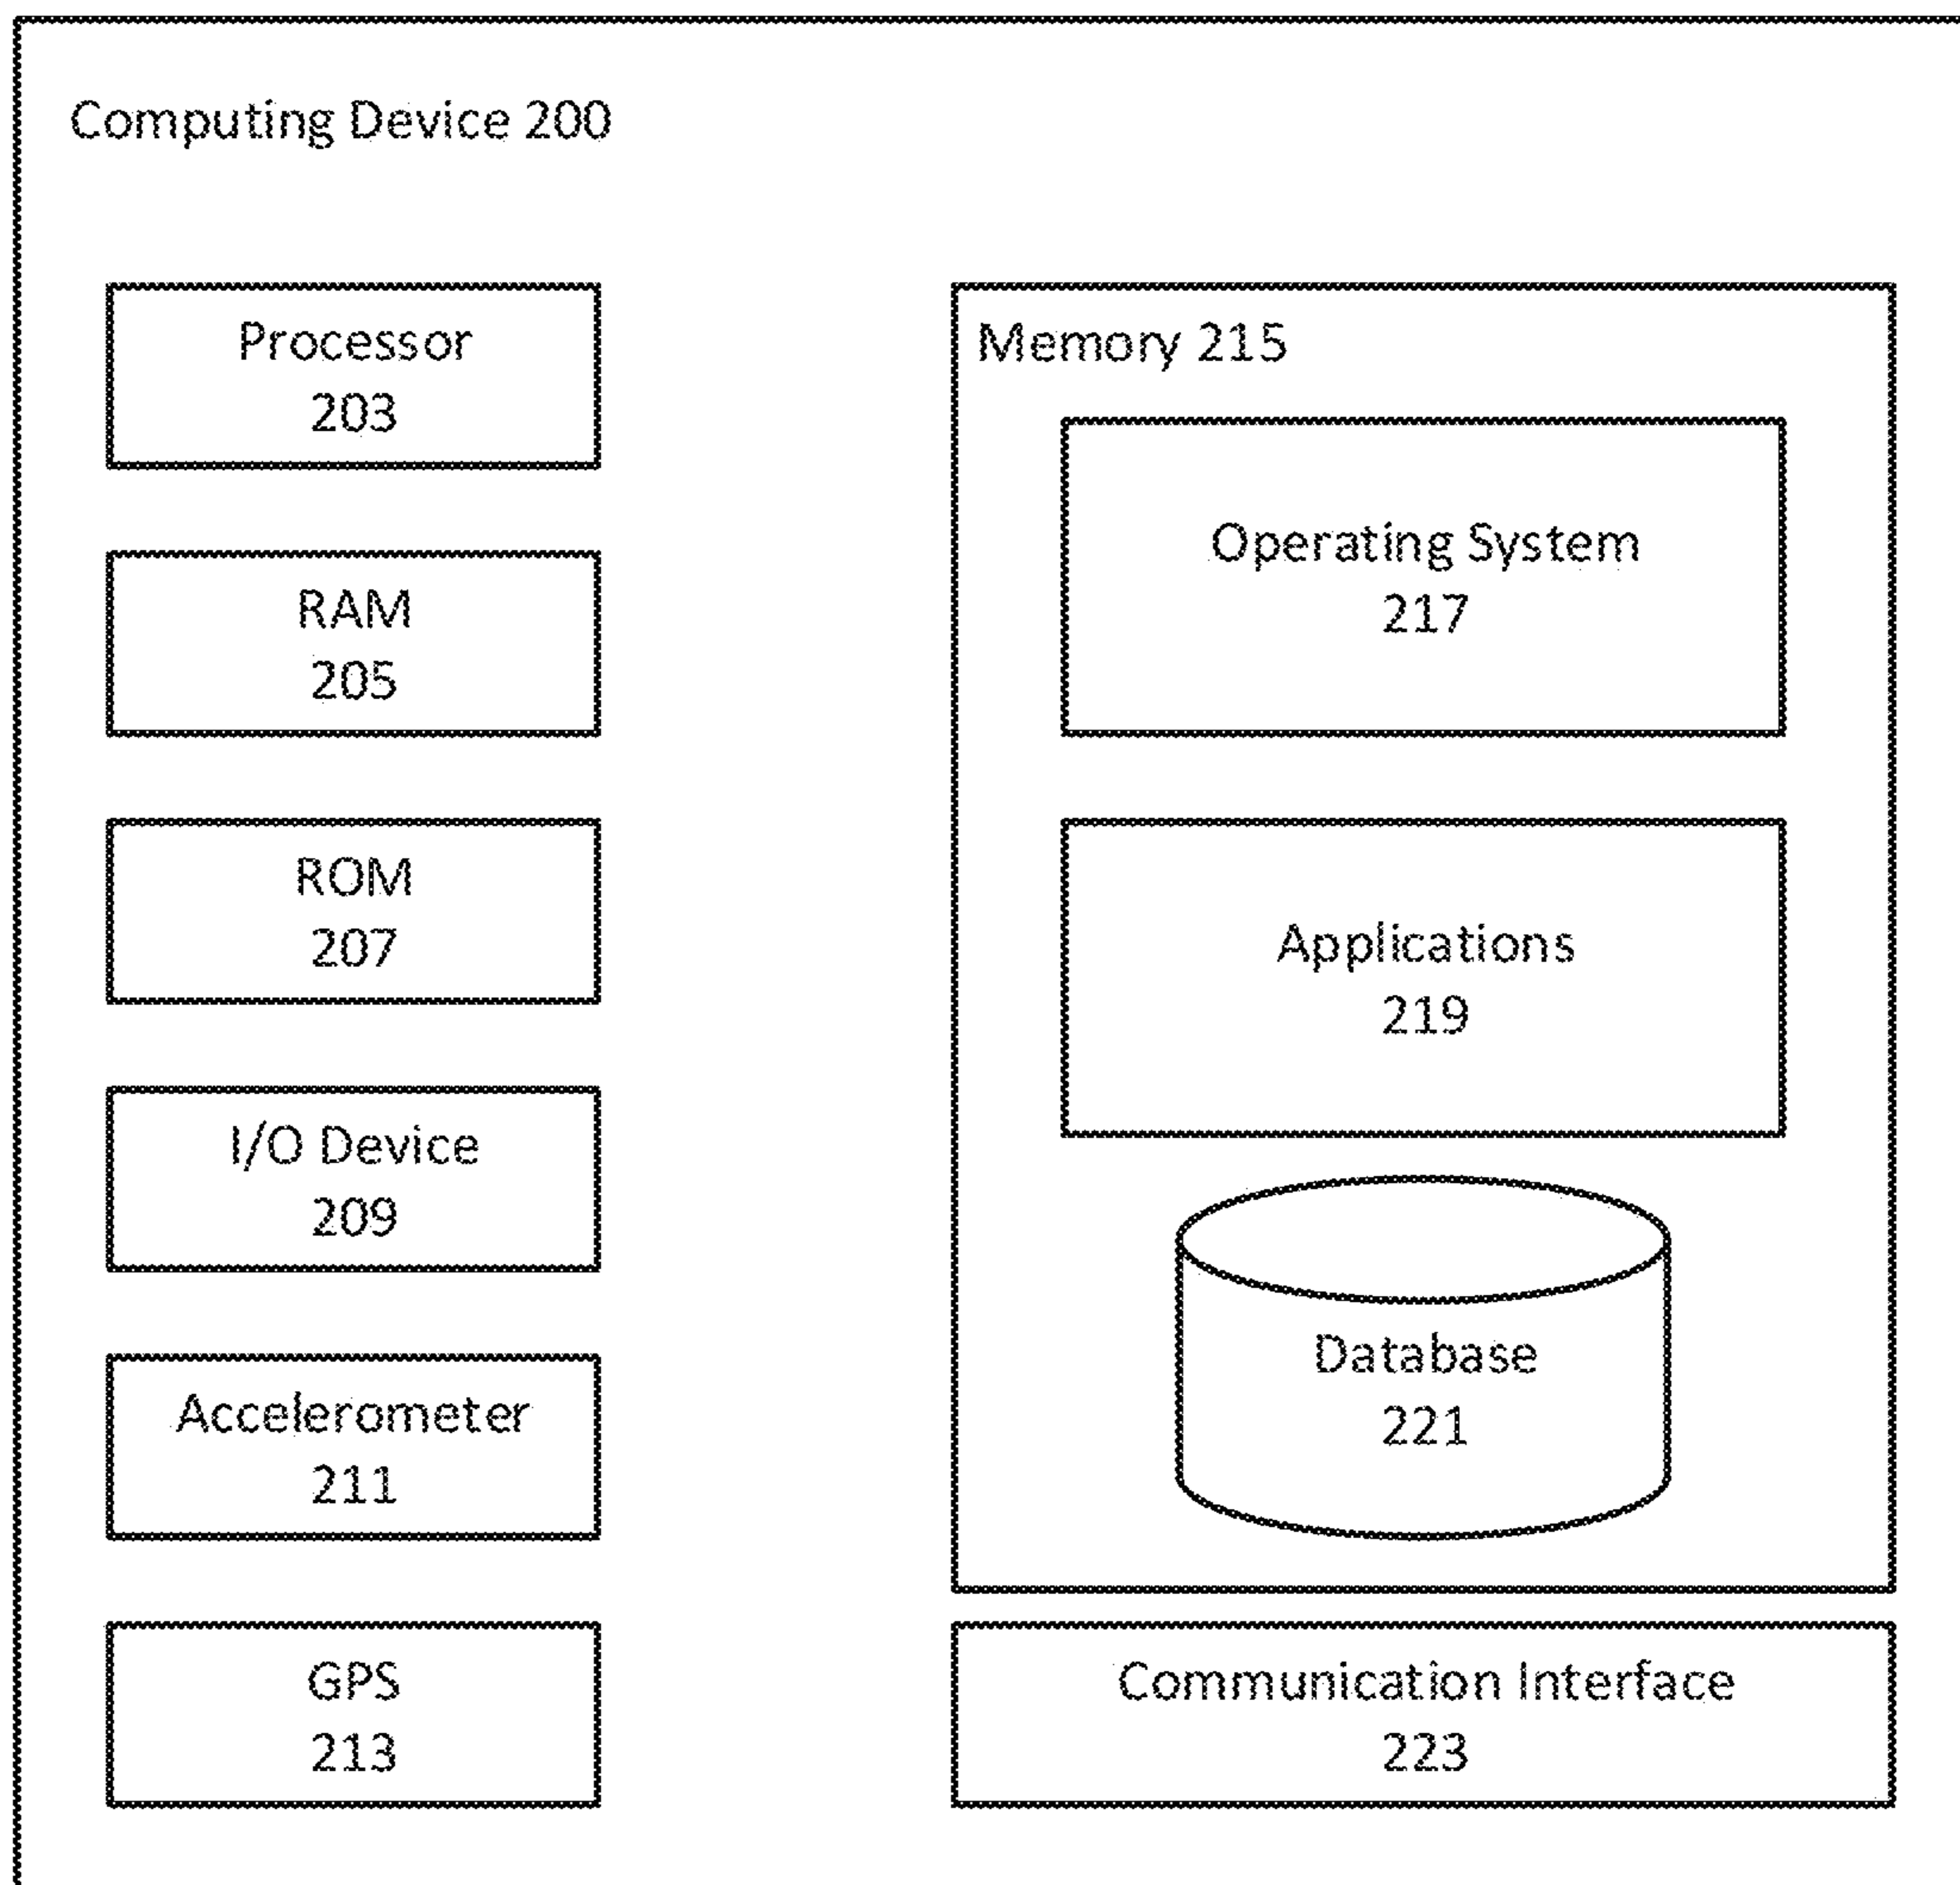 Computing Device 200
Processor
203
RAM
205
ROM
207
I/O Device
209
Accelerometer
211
GPS
213
Memory 215
Operating System
217
Applications
219
Database
221
Communication Interface
223